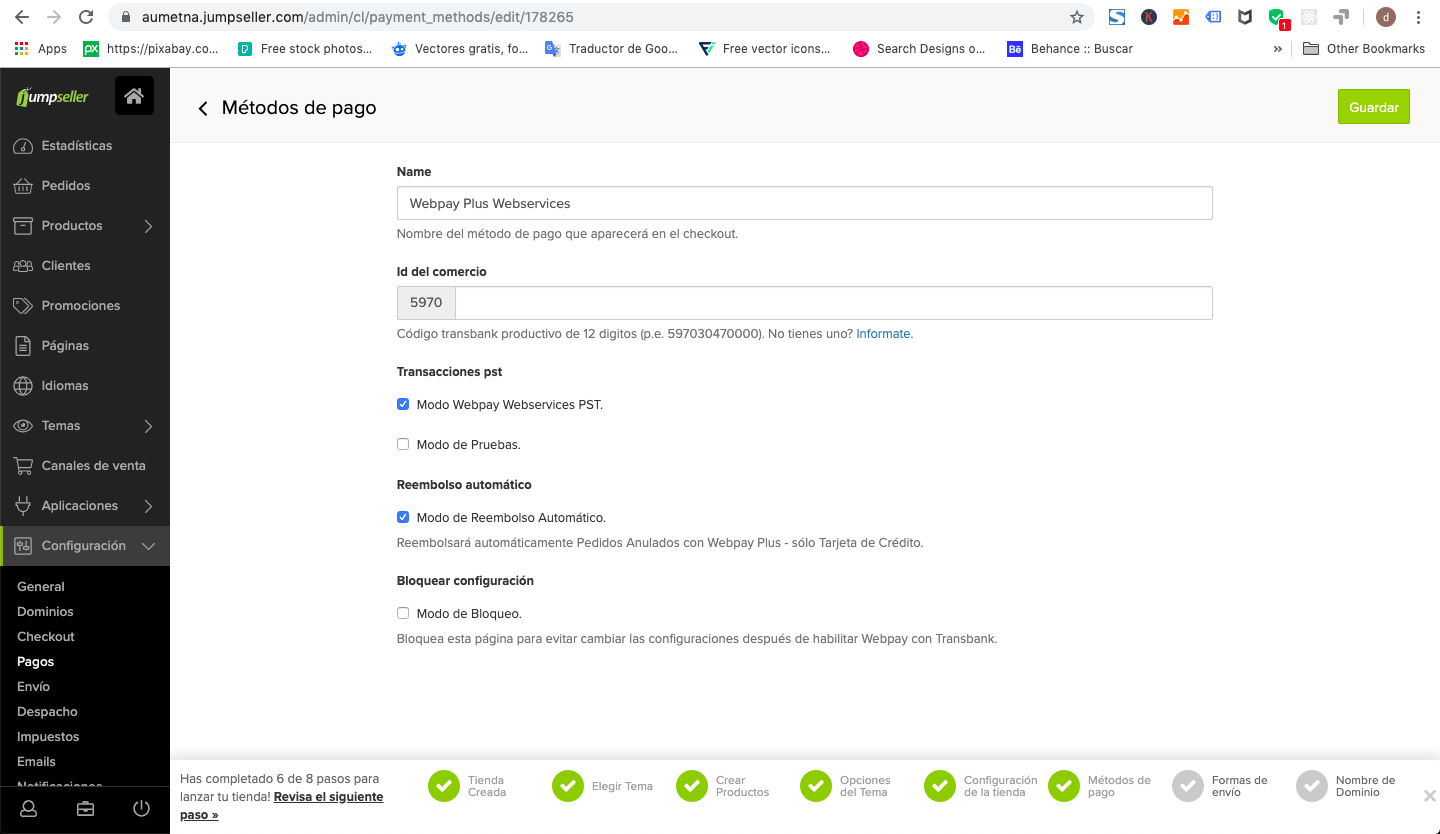 aumetna.jumpseller.com/admin/cl/payment_methods/edit/178265
K
1
d
Apps
px
https://pixabay.co...
Free stock photos...
Vectores gratis, fo...
Traductor de Goo...
Free vector icons...
Search Designs o...
Bē
Behance :: Buscar
»
Other Bookmarks
jumpseller
Estadísticas
Pedidos
Productos
Clientes
Promociones
Páginas
Idiomas
Temas
Canales de venta
Aplicaciones
Configuración
General
Dominios
Checkout
Pagos
Envío
Despacho
Impuestos
Emails
Notificaciones
Métodos de pago
Guardar
Name
Webpay Plus Webservices
Nombre del método de pago que aparecerá en el checkout.
Id del comercio
5970
Código transbank productivo de 12 digitos (p.e. 597030470000). No tienes uno? Informate.
Transacciones pst
Modo Webpay Webservices PST.
Modo de Pruebas.
Reembolso automático
Modo de Reembolso Automático.
Reembolsará automáticamente Pedidos Anulados con Webpay Plus - sólo Tarjeta de Crédito.
Bloquear configuración
Modo de Bloqueo.
Bloquea esta página para evitar cambiar las configuraciones después de habilitar Webpay con Transbank.
Has completado 6 de 8 pasos para
lanzar tu tienda! Revisa el siguiente
paso »
Tienda
Creada
Elegir Tema
Crear
Productos
Opciones
del Tema
Configuración
de la tienda
Métodos de
pago
Formas de
envío
Nombre de
Dominio